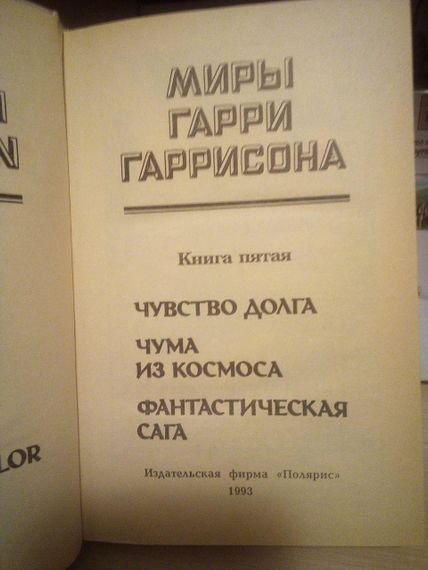 МИРЫ
ГАРРИ
ГАРРИСОНА
Книга пятая
ЧУВСТВО ДОЛГА
ЧУМА
ИЗ КОСМОСА
ФАНТАСТИЧЕСКАЯ
САГА
Издательская фирма «Полярис»
1993
LOR